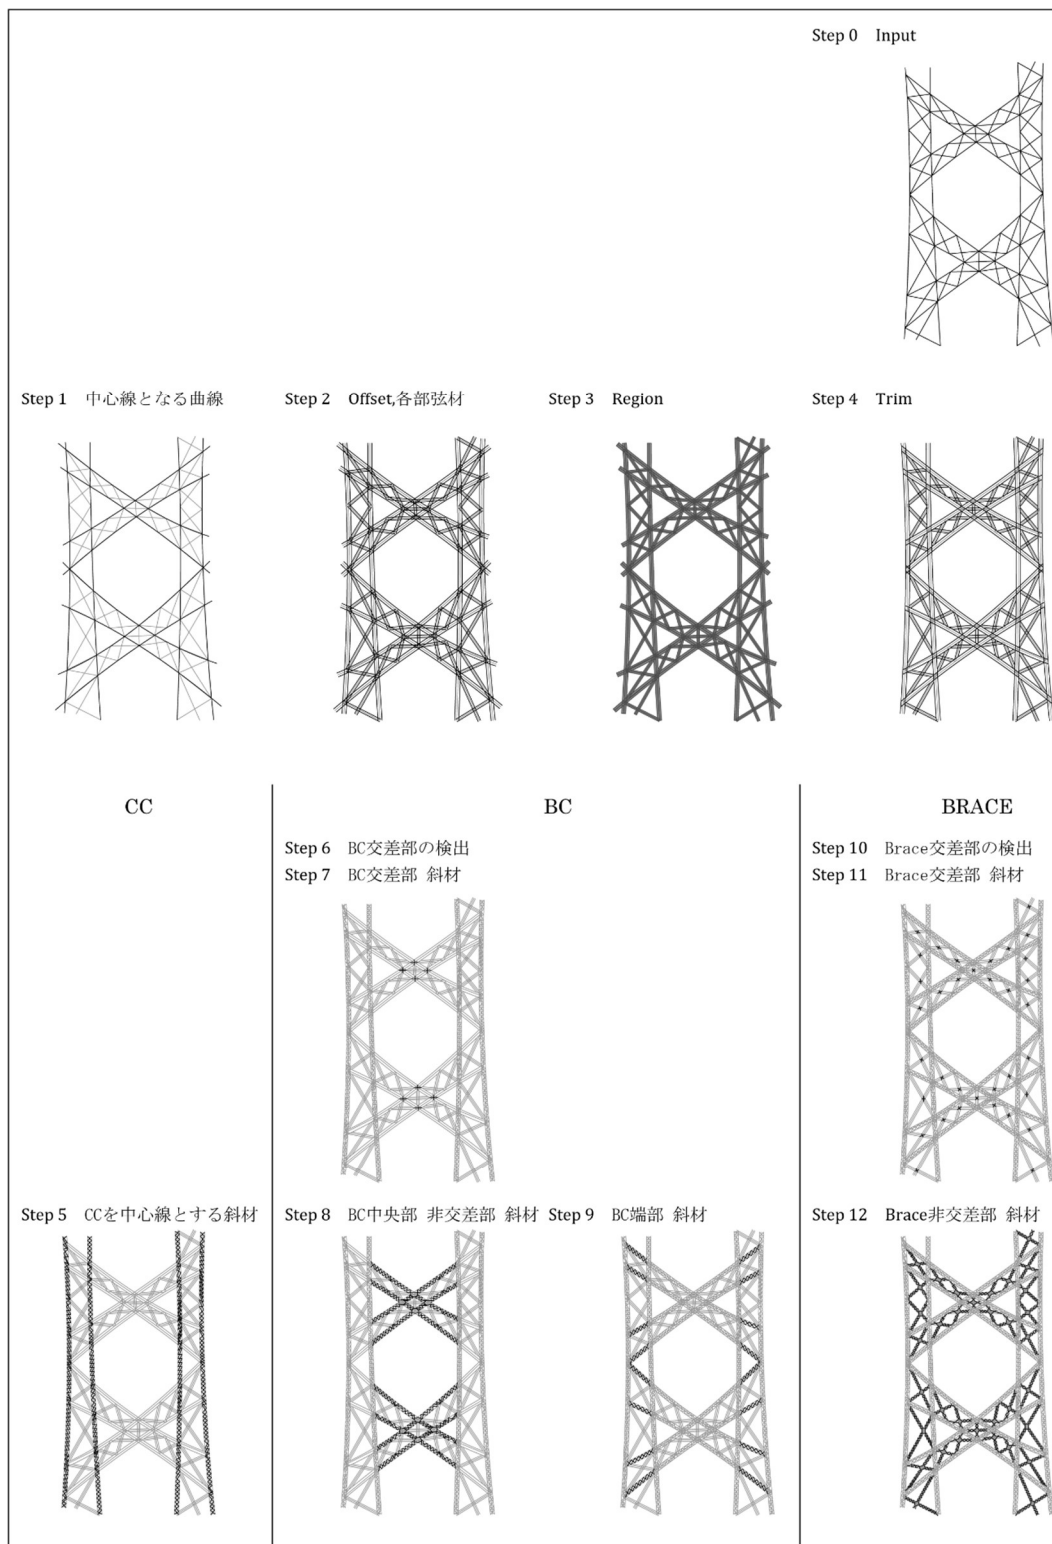 Step 0 Input
Step 1 中心線となる曲線
Step 2 Offset,各部弦材
Step 3 Region
Step 4 Trim
CC
BC
BRACE
Step 6 BC交差部の検出
Step 7 BC交差部 斜材
Step 10 Brace交差部の検出
Step 11 Brace交差部 斜材
Step 5 CCを中心線とする斜材
Step 8 BC中央部 非交差部 斜材
Step 9 BC端部 斜材
Step 12 Brace非交差部 斜材